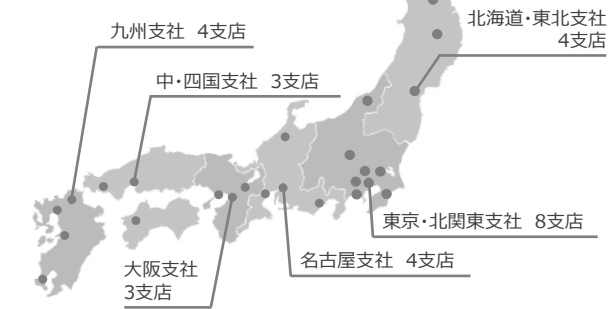 北海道・東北支社
4支店
九州支社 4支店
中・四国支社 3支店
東京・北関東支社 8支店
名古屋支社 4支店
大阪支社
3支店